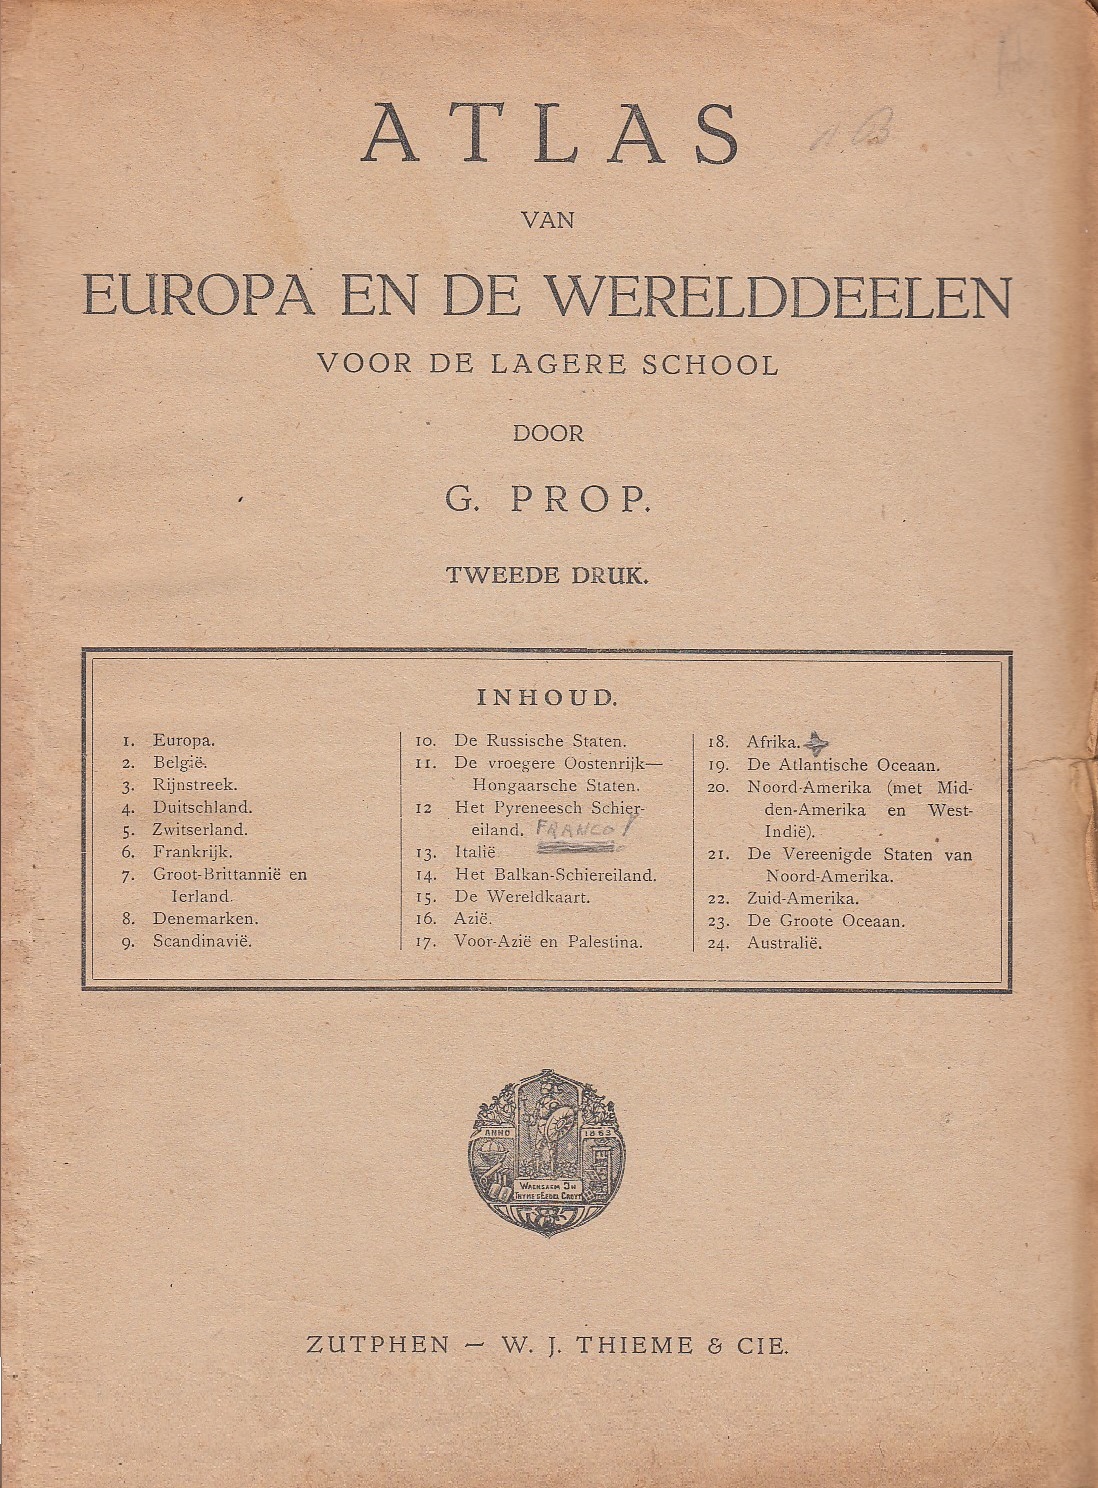 ATLAS
VAN
EUROPA EN DE WERELDDEELEN
VOOR DE LAGERE SCHOOL
DOOR
G. PROP.
TWEEDE DRUK.
INHOUD.
1. Europa.
2. België.
3. Rijnstreek.
4. Duitschland.
5. Zwitserland.
6. Frankrijk.
7. Groot-Brittannië en
Ierland.
8. Denemarken.
9. Scandinavië.
10. De Russische Staten.
11. De vroegere Oostenrijk—
Hongaarsche Staten.
12 Het Pyreneesch Schier-
eiland. FRANCO!
13. Italië
14. Het Balkan-Schiereiland.
15. De Wereldkaart.
16. Azië.
17. Voor-Azië en Palestina.
18. Afrika.
19. De Atlantische Oceaan.
20. Noord-Amerika (met Mid-
den-Amerika en West-
Indië).
21. De Vereenigde Staten van
Noord-Amerika.
22. Zuid-Amerika.
23. De Groote Oceaan.
24. Australië.
ANNO 1863
ZUTPHEN — W. J. THIEME & CIE.